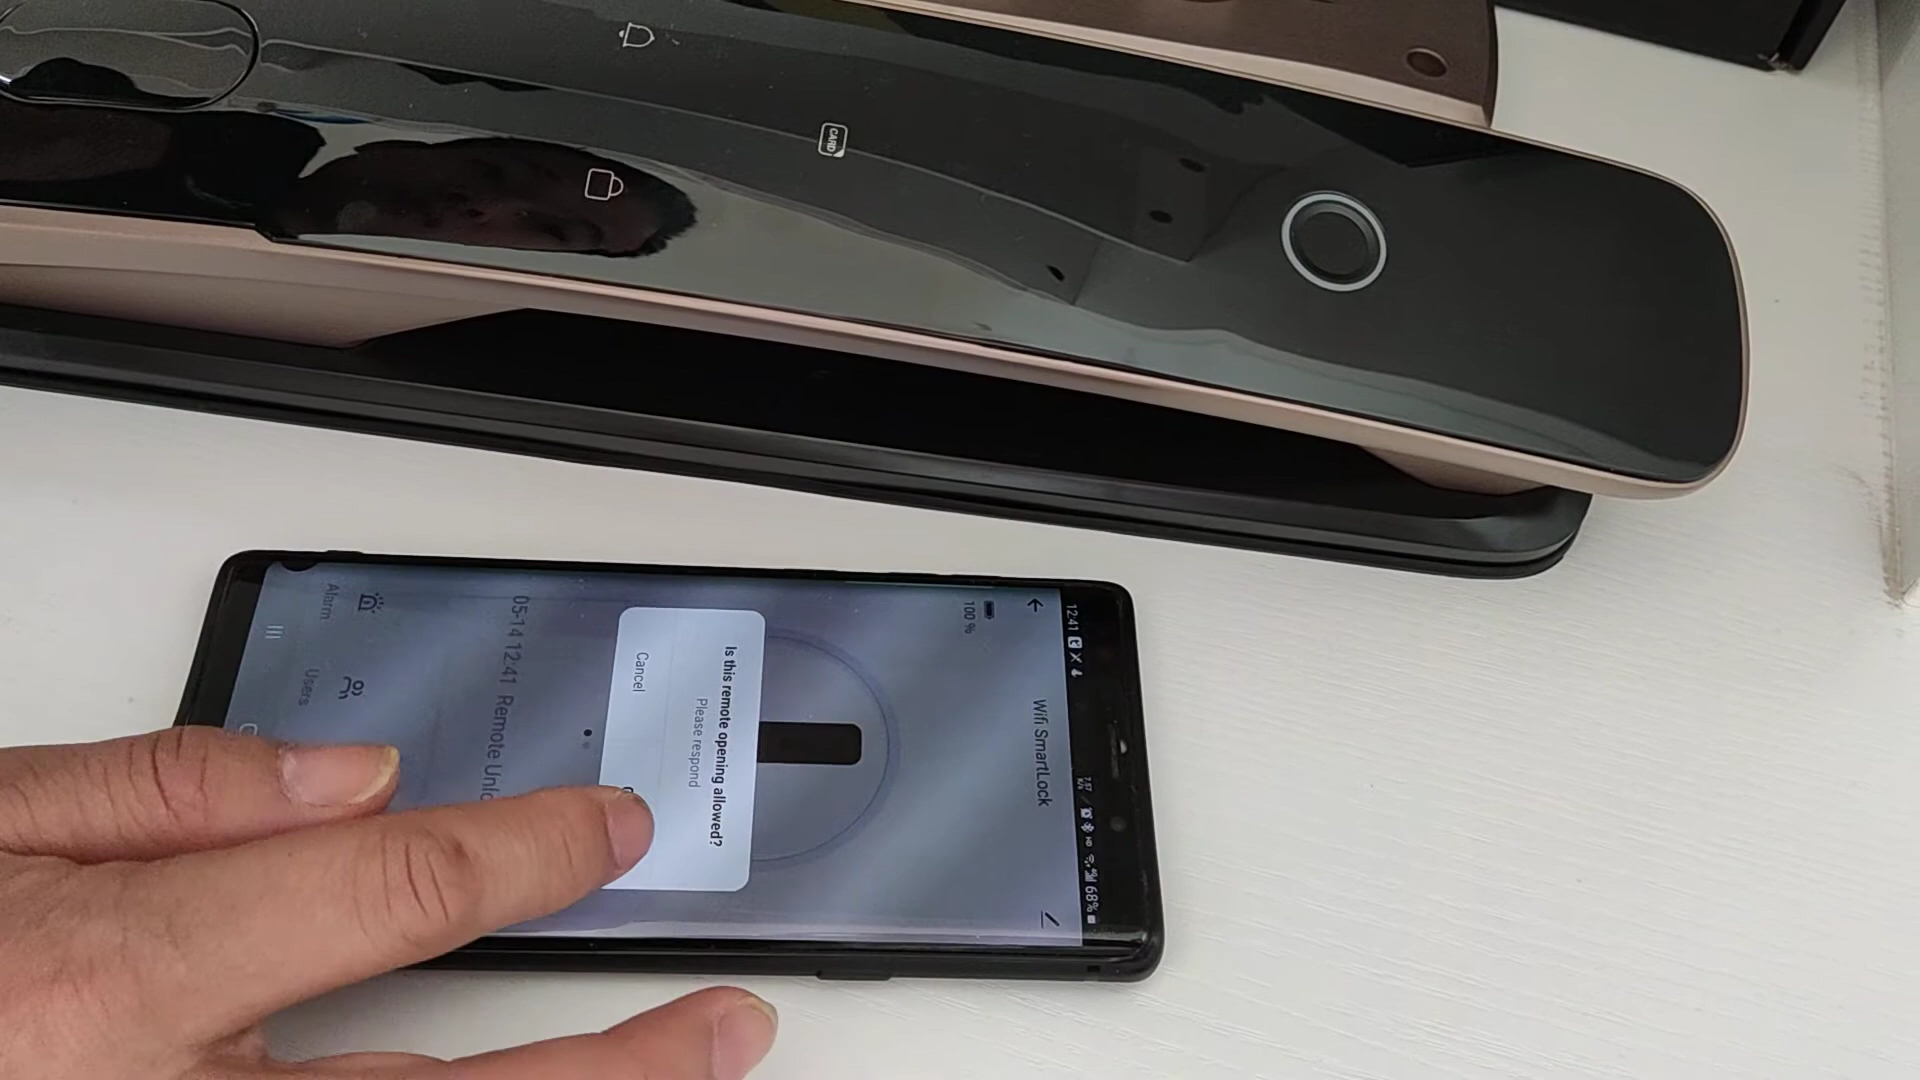 CARD
12:41
68%
Wifi SmartLock
100 %
Is this remote opening allowed?
Please respond
Cancel
05-14 12:41 Remote
Alarm
Users